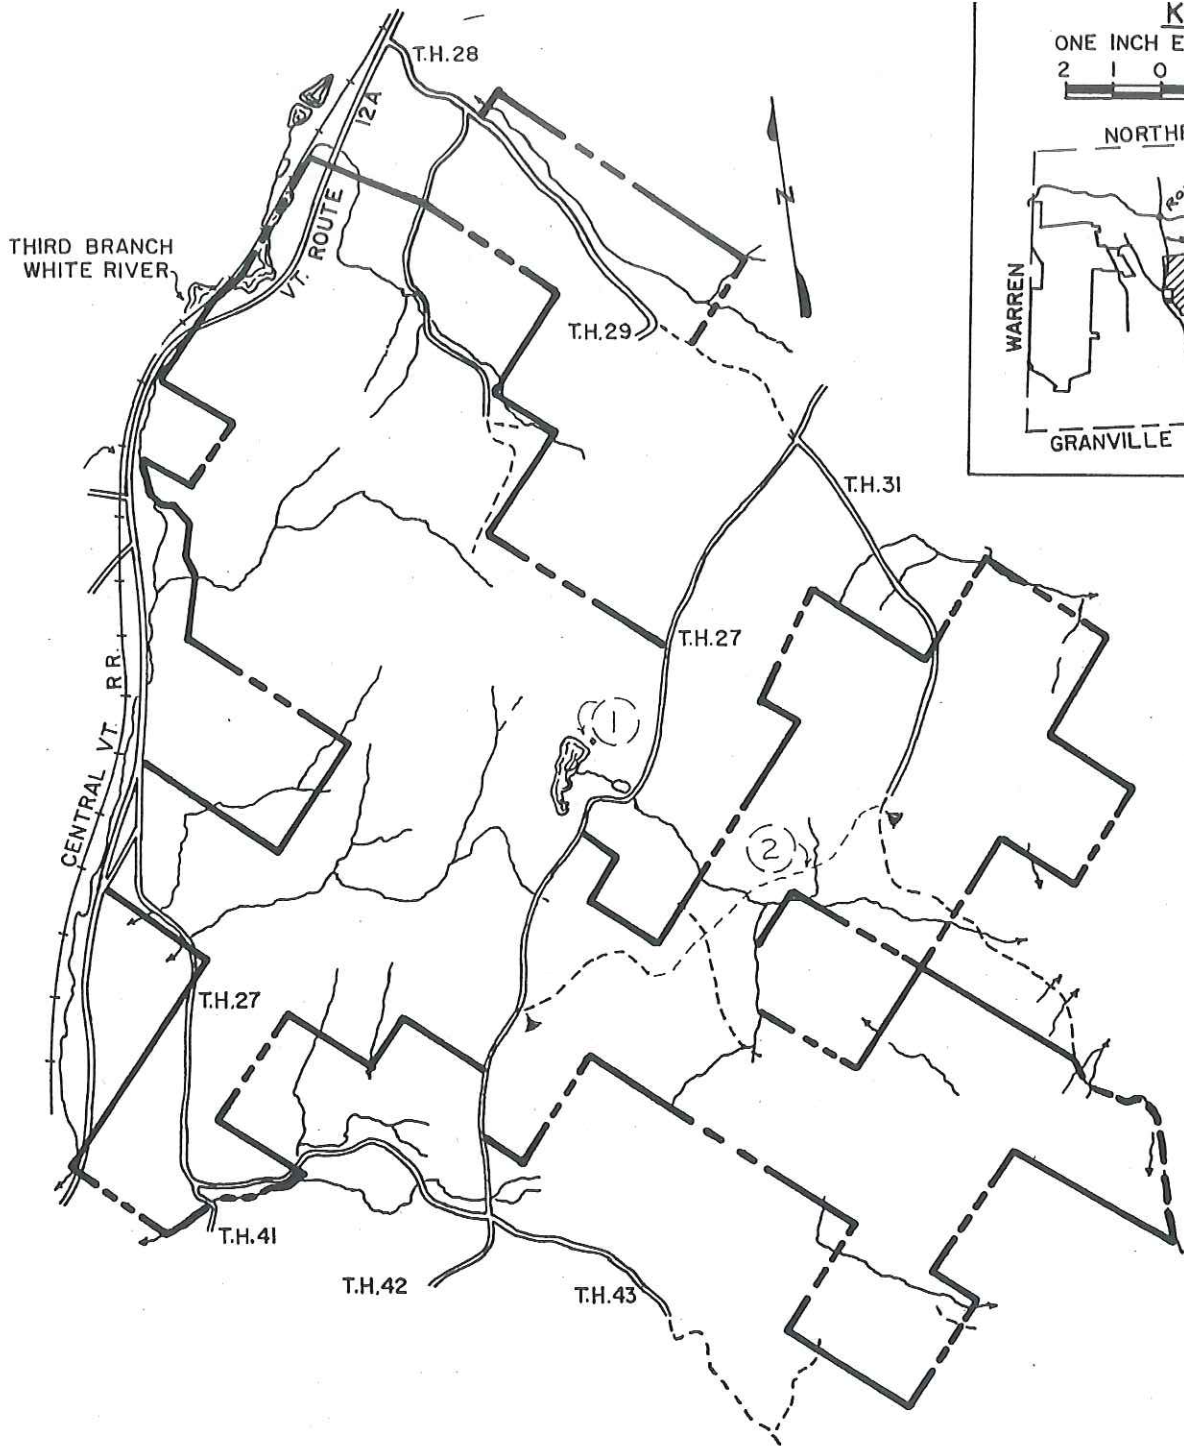 T.H.28
12A
VT. ROUTE
N
THIRD BRANCH
WHITE RIVER
T.H.29
T.H.31
T.H.27
1
2
CENTRAL VT. RR.
T.H.27
T.H.41
T.H.42
T.H.43
ONE INCH E
2 1 0
NORTHF
WARREN
GRANVILLE